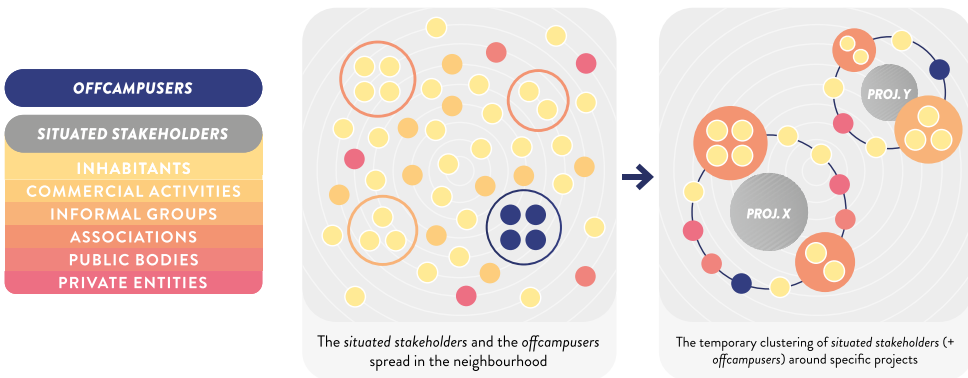 OFFCAMPUSERS
SITUATED STAKEHOLDERS
INHABITANTS
COMMERCIAL ACTIVITIES
INFORMAL GROUPS
ASSOCIATIONS
PUBLIC BODIES
PRIVATE ENTITIES
The situated stakeholders and the offcampusers
spread in the neighbourhood
PROJ. Y
PROJ. X
The temporary clustering of situated stakeholders (+
offcampusers) around specific projects